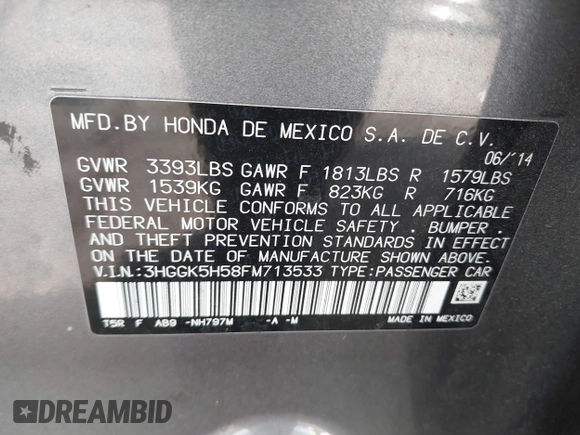 MFD.BY HONDA DE MEXICO S.A. DE C.V.
06/'14
GVWR 3393LBS GAWR F 1813LBS R 1579LBS
GVWR 1539KG GAWR F 823KG R 716KG
THIS VEHICLE CONFORMS TO ALL APPLICABLE
FEDERAL MOTOR VEHICLE SAFETY . BUMPER .
AND THEFT PREVENTION STANDARDS IN EFFECT
ON THE DATE OF MANUFACTURE SHOWN ABOVE.
V.I.N.:3HGGK5H58FM713533 TYPE:PASSENGER CAR
T5R F AB9 -NH797M -A -M MADE IN MEXICO
DREAMBID